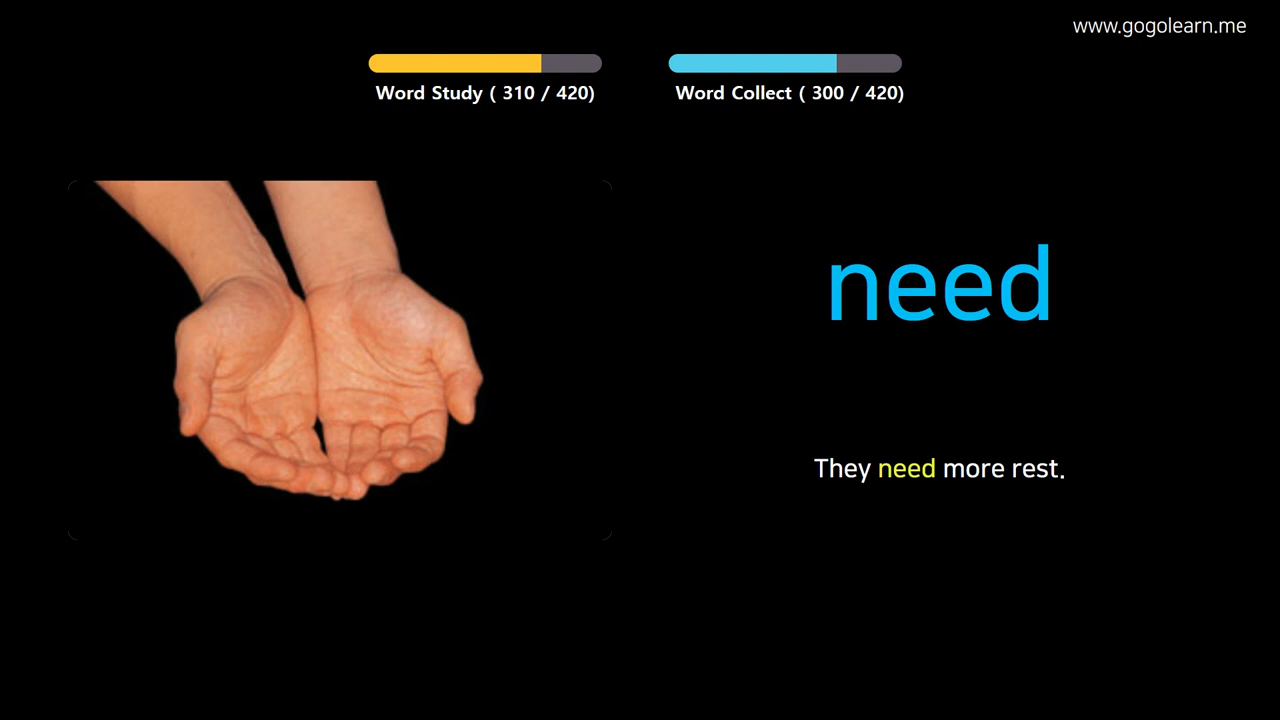 www.gogolearn.me
Word Study ( 310 / 420)
Word Collect ( 300 / 420)
need
They need more rest.